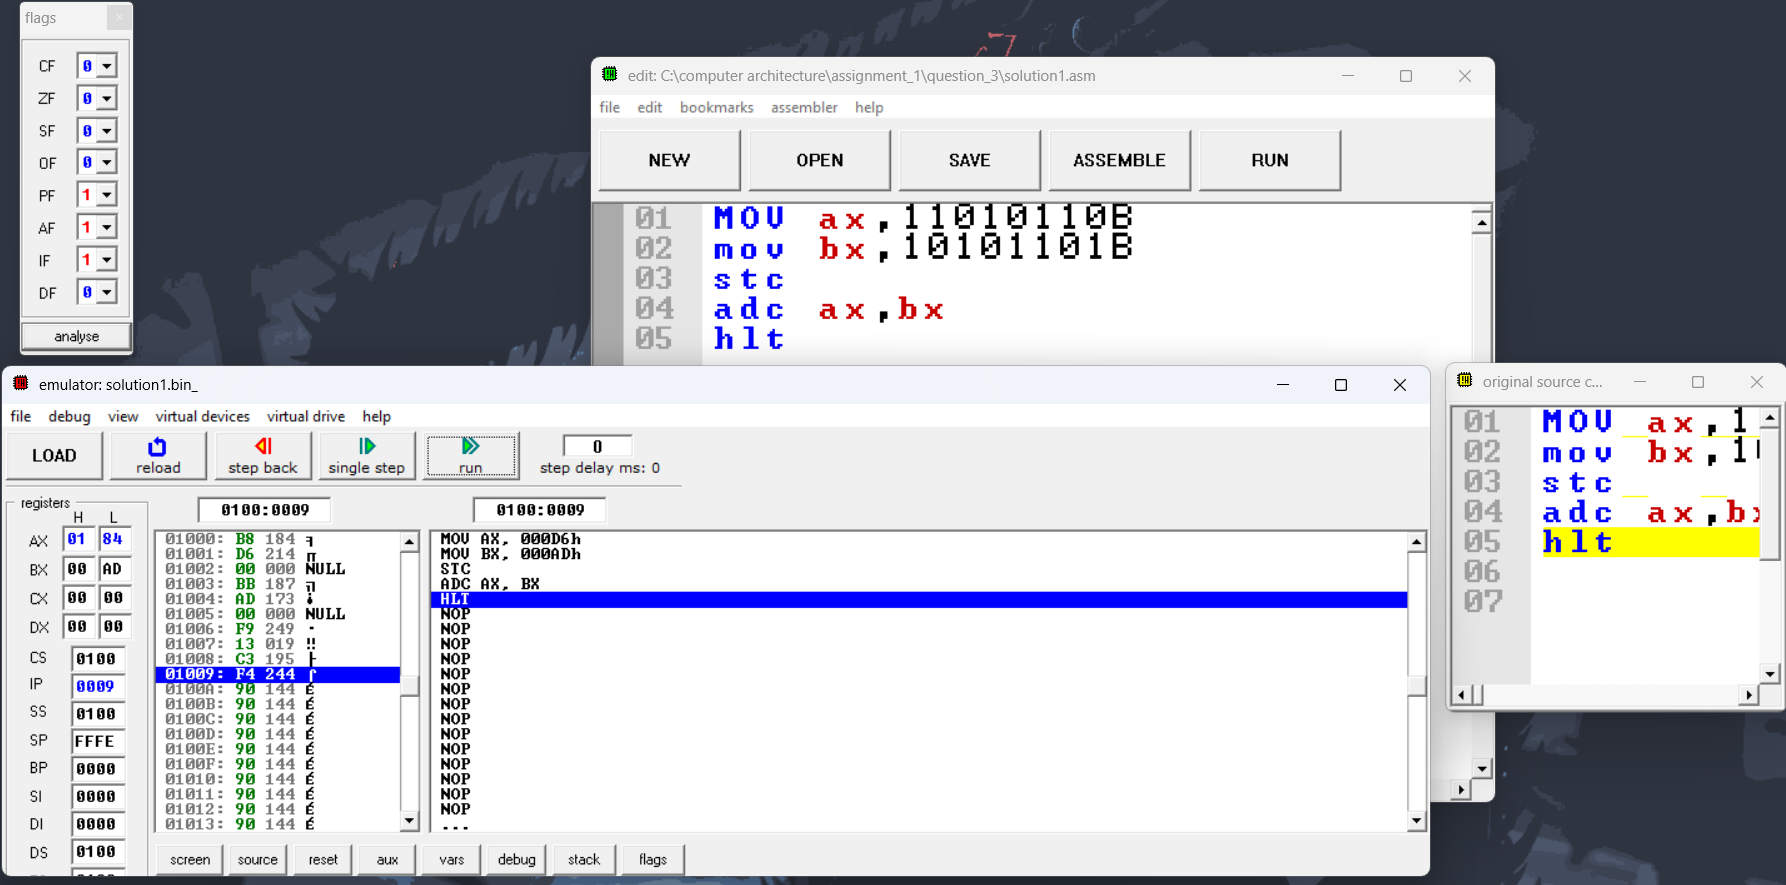 flags
CF 0
ZF 0
SF 0
OF 0
PF 1
AF 1
IF 1
DF 0
analyse
edit: C:\computer architecture\assignment_1\question_3\solution1.asm
file edit bookmarks assembler help
NEW OPEN SAVE ASSEMBLE RUN
01 MOV ax,11010110B
02 mov bx,10101101B
03 stc
04 adc ax,bx
05 hlt
emulator: solution1.bin_
file debug view virtual devices virtual drive help
LOAD reload step back single step run
0
step delay ms: 0
registers
H L
AX 01 84
BX 00 AD
CX 00 00
DX 00 00
CS 0100
IP 0009
SS 0100
SP FFFE
BP 0000
SI 0000
DI 0000
DS 0100
0100:0009
01000: B8 184 ╕
01001: D6 214 ╓
01002: 00 000 NULL
01003: BB 187 ╗
01004: AD 173 ¡
01005: 00 000 NULL
01006: F9 249 ∙
01007: 13 019 ‼
01008: C3 195 ├
01009: F4 244 ⌠
0100A: 90 144 É
0100B: 90 144 É
0100C: 90 144 É
0100D: 90 144 É
0100E: 90 144 É
0100F: 90 144 É
01010: 90 144 É
01011: 90 144 É
01012: 90 144 É
01013: 90 144 É
0100:0009
MOV AX, 000D6h
MOV BX, 000ADh
STC
ADC AX, BX
HLT
NOP
NOP
NOP
NOP
NOP
NOP
NOP
NOP
NOP
NOP
NOP
NOP
NOP
NOP
...
screen source reset aux vars debug stack flags
original source c...
01 MOV ax,1
02 mov bx,1
03 stc
04 adc ax,bx
05 hlt
06
07